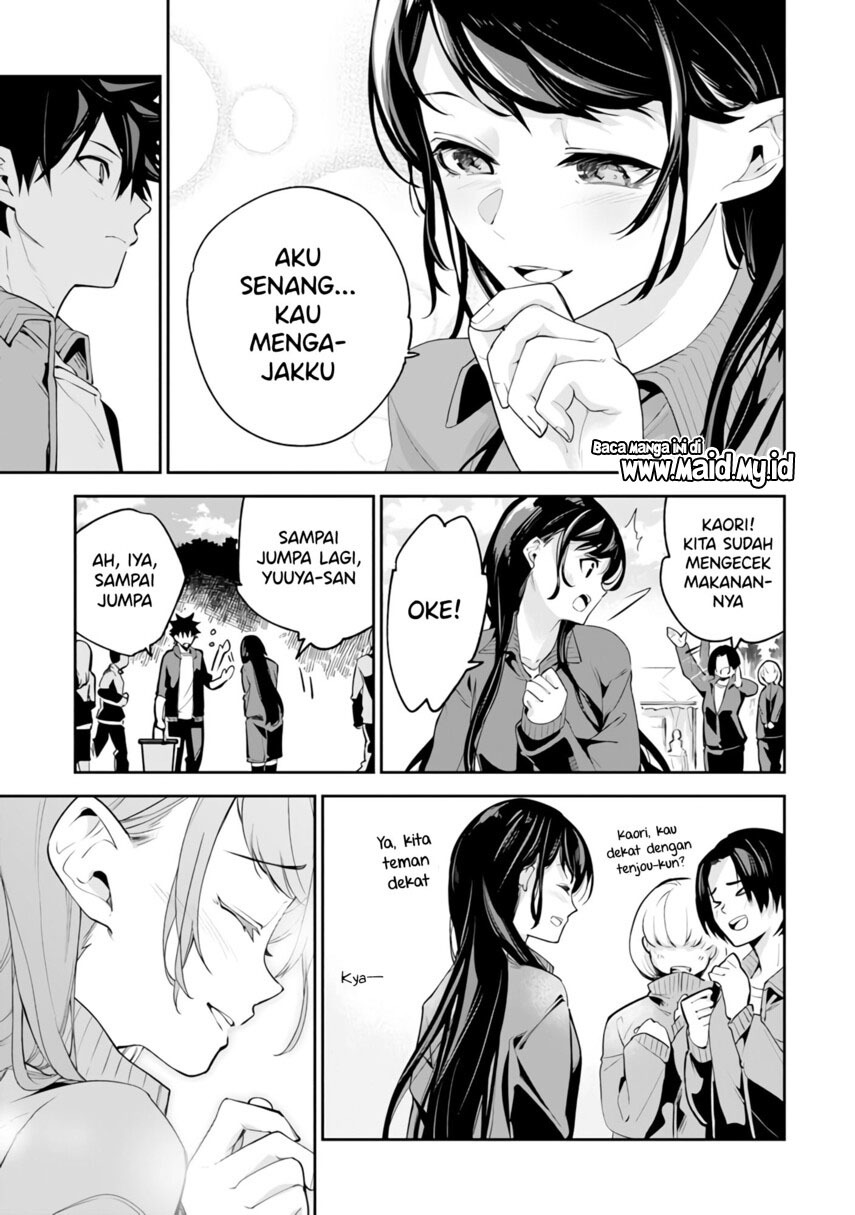 AKU
SENANG...
KAU
MENGA-
JAKKU
Baca Manga ini di
www.Maid.My.id
KAORI!
KITA SUDAH
MENGECEK
MAKANAN-
NYA
OKE!
SAMPAI
JUMPA LAGI,
YUUYA-SAN
AH, IYA,
SAMPAI
JUMPA
Kaori, kau
dekat dengan
tenjou-kun?
Ya, kita
teman
dekat
Kya—